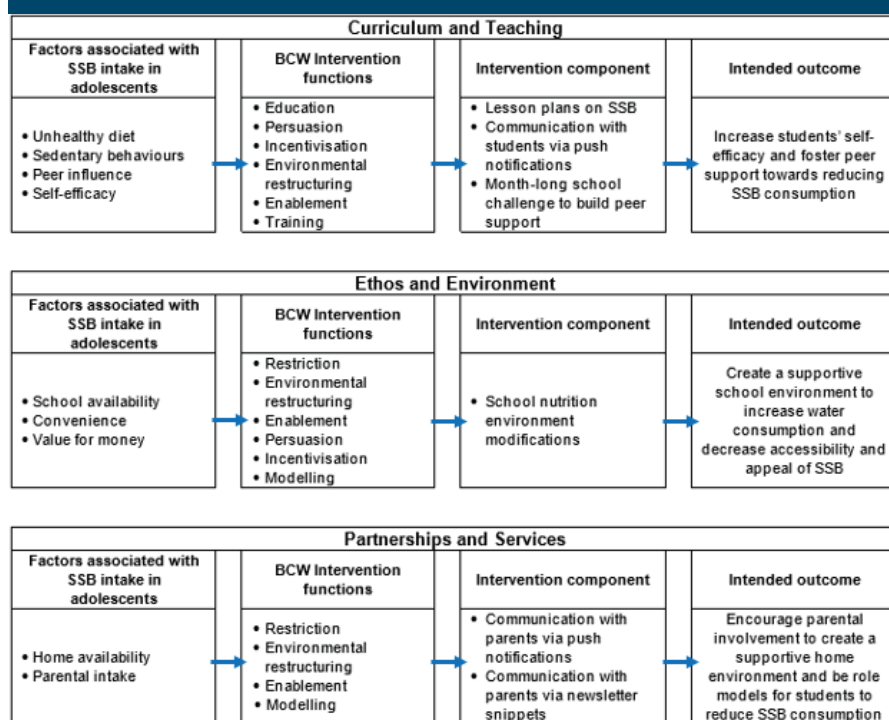 Curriculum and Teaching
Factors associated with
SSB intake in
adolescents
BCW Intervention
functions
Intervention component
Intended outcome
• Unhealthy diet
• Sedentary behaviours
• Peer influence
• Self-efficacy
• Education
• Persuasion
• Incentivisation
• Environmental
restructuring
• Enablement
• Training
• Lesson plans on SSB
• Communication with
students via push
notifications
• Month-long school
challenge to build peer
support
Increase students' self-
efficacy and foster peer
support towards reducing
SSB consumption
Ethos and Environment
Factors associated with
SSB intake in
adolescents
BCW Intervention
functions
Intervention component
Intended outcome
• School availability
• Convenience
• Value for money
• Restriction
• Environmental
restructuring
• Enablement
• Persuasion
• Incentivisation
• Modelling
• School nutrition
environment
modifications
Create a supportive
school environment to
increase water
consumption and
decrease accessibility and
appeal of SSB
Partnerships and Services
Factors associated with
SSB intake in
adolescents
BCW Intervention
functions
Intervention component
Intended outcome
• Home availability
• Parental intake
• Restriction
• Environmental
restructuring
• Enablement
• Modelling
• Communication with
parents via push
notifications
• Communication with
parents via newsletter
snippets
Encourage parental
involvement to create a
supportive home
environment and be role
models for students to
reduce SSB consumption